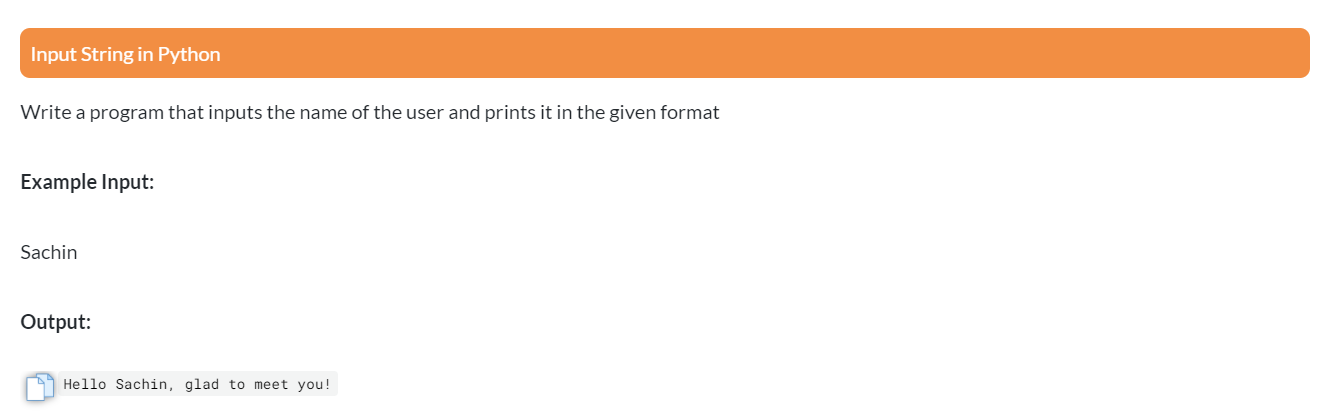 Input String in Python
Write a program that inputs the name of the user and prints it in the given format
Example Input:
Sachin
Output:
Hello Sachin, glad to meet you!